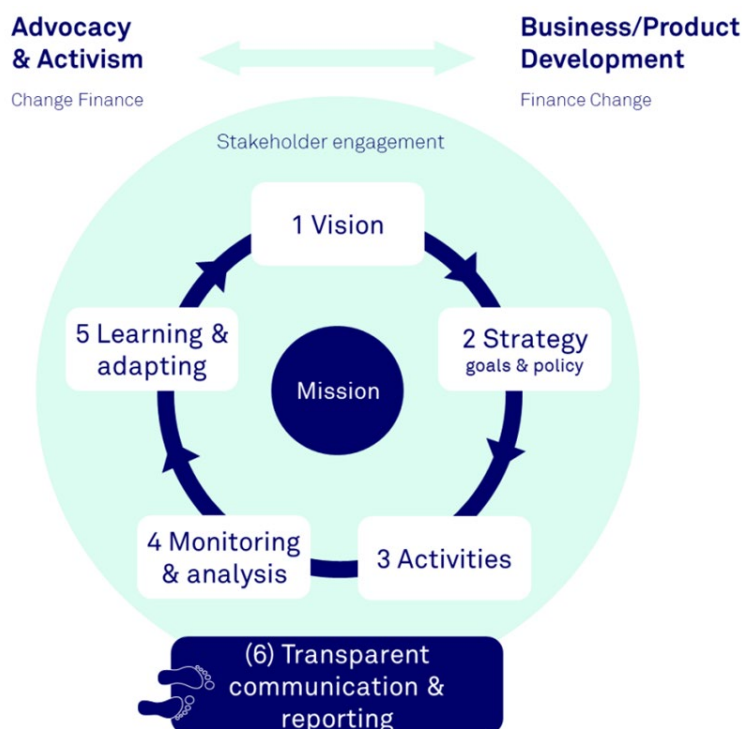 Advocacy
& Activism
Change Finance
Business/Product
Development
Finance Change
Stakeholder engagement
1 Vision
5 Learning &
adapting
2 Strategy
goals & policy
Mission
4 Monitoring
& analysis
3 Activities
(6) Transparent
communication &
reporting